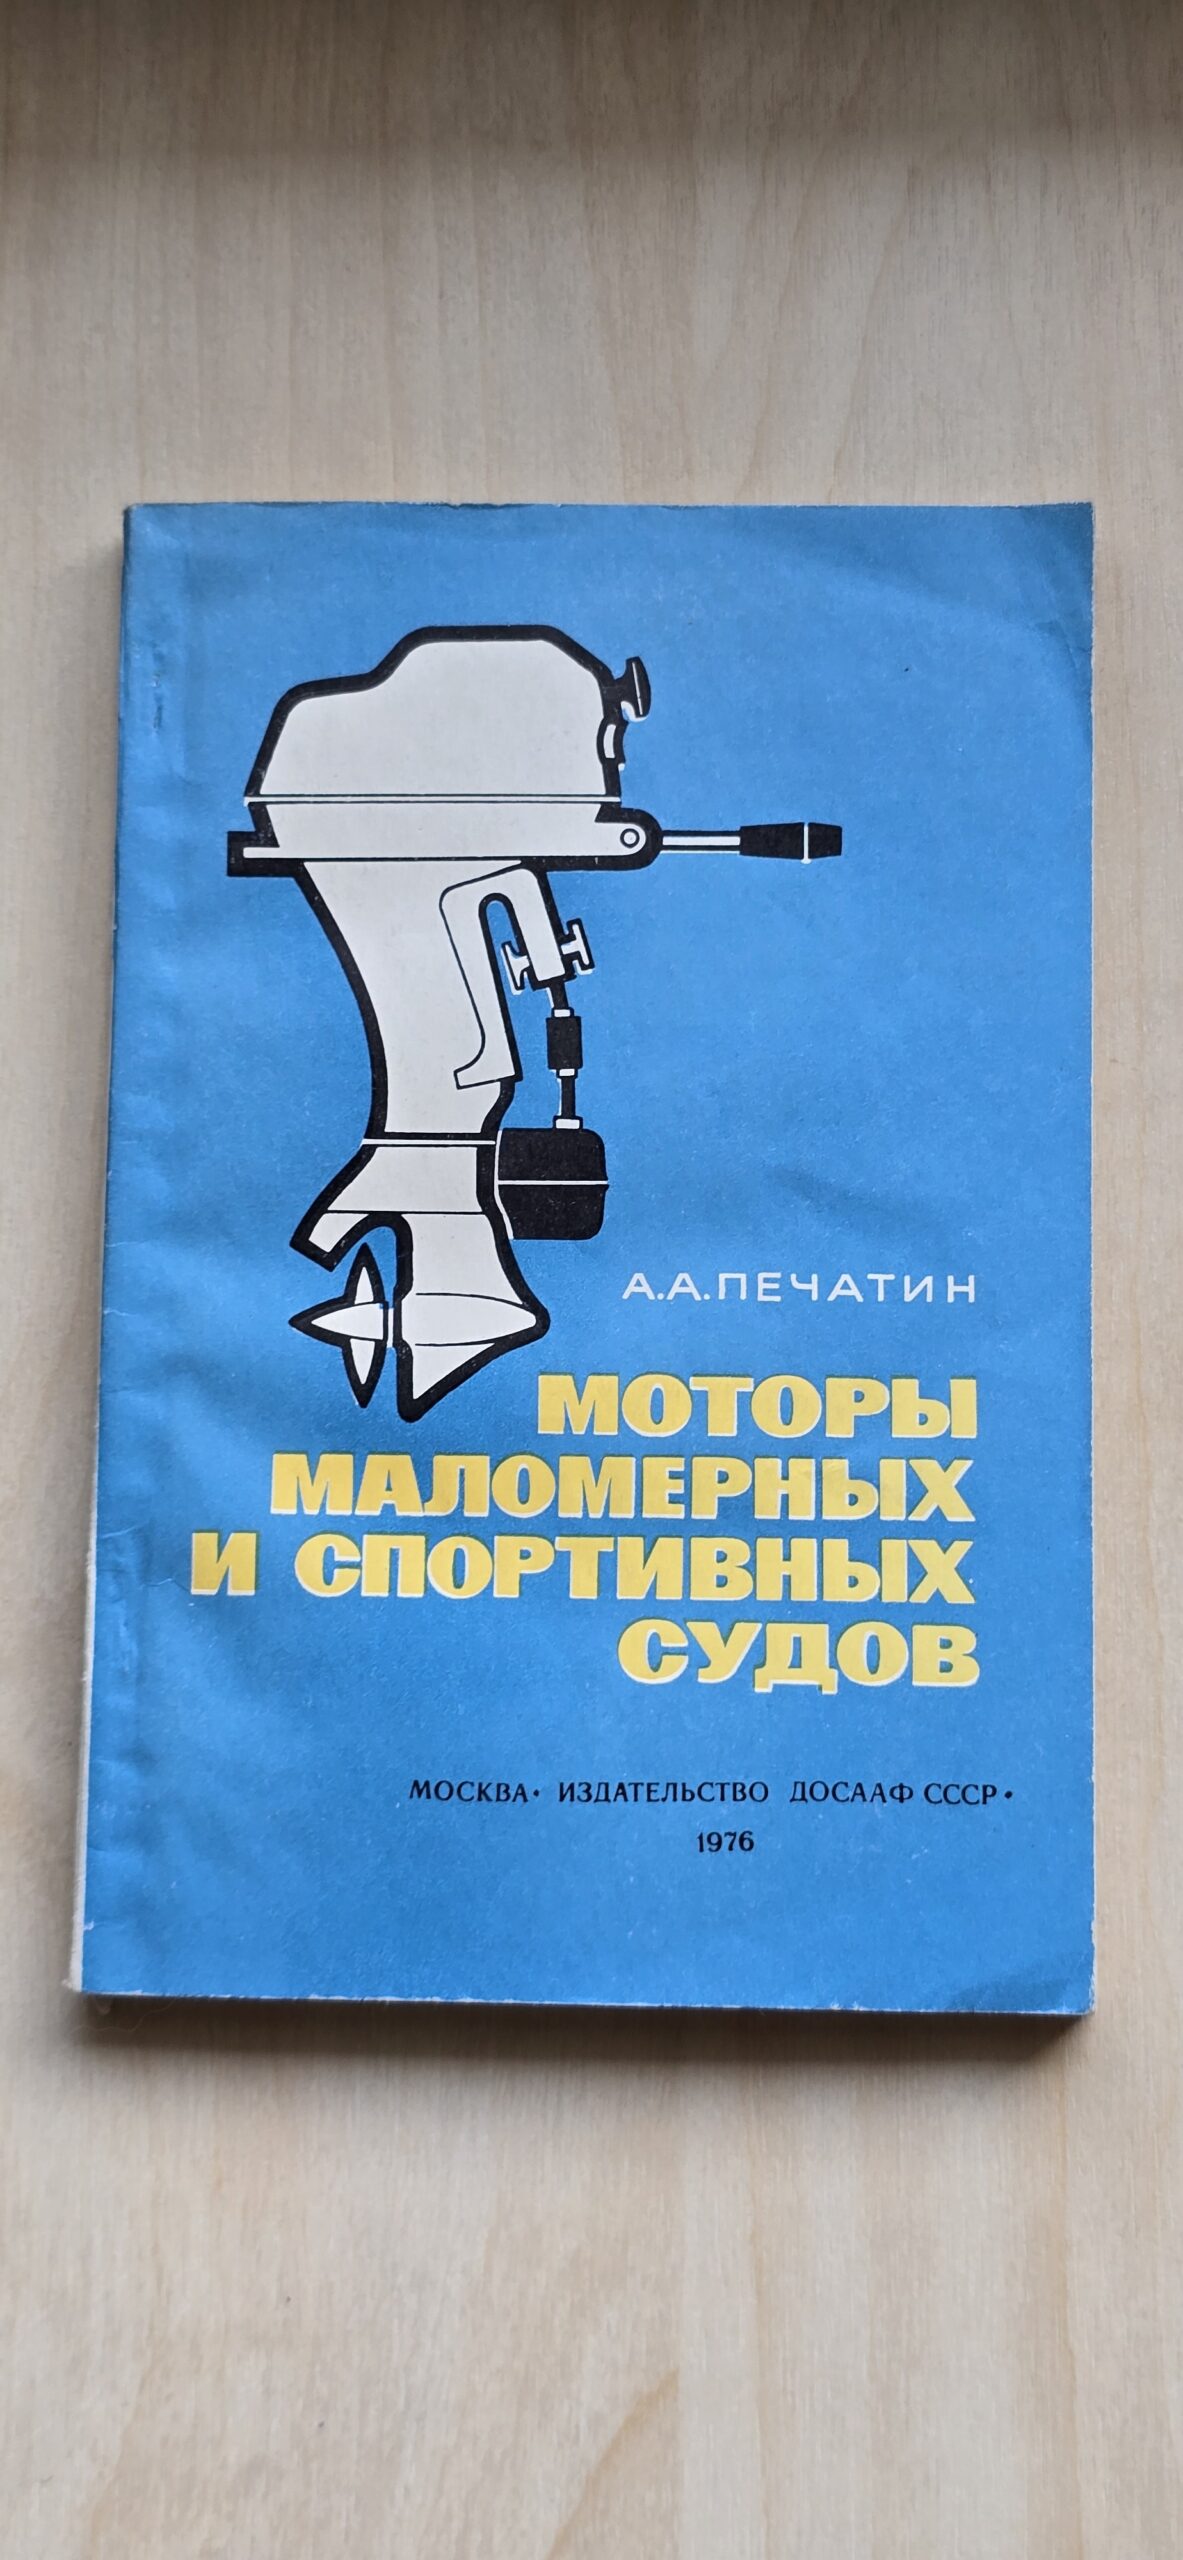 А.А.ПЕЧАТИН
МОТОРЫ
МАЛОМЕРНЫХ
И СПОРТИВНЫХ
СУДОВ
МОСКВА • ИЗДАТЕЛЬСТВО ДОСААФ СССР •
1976